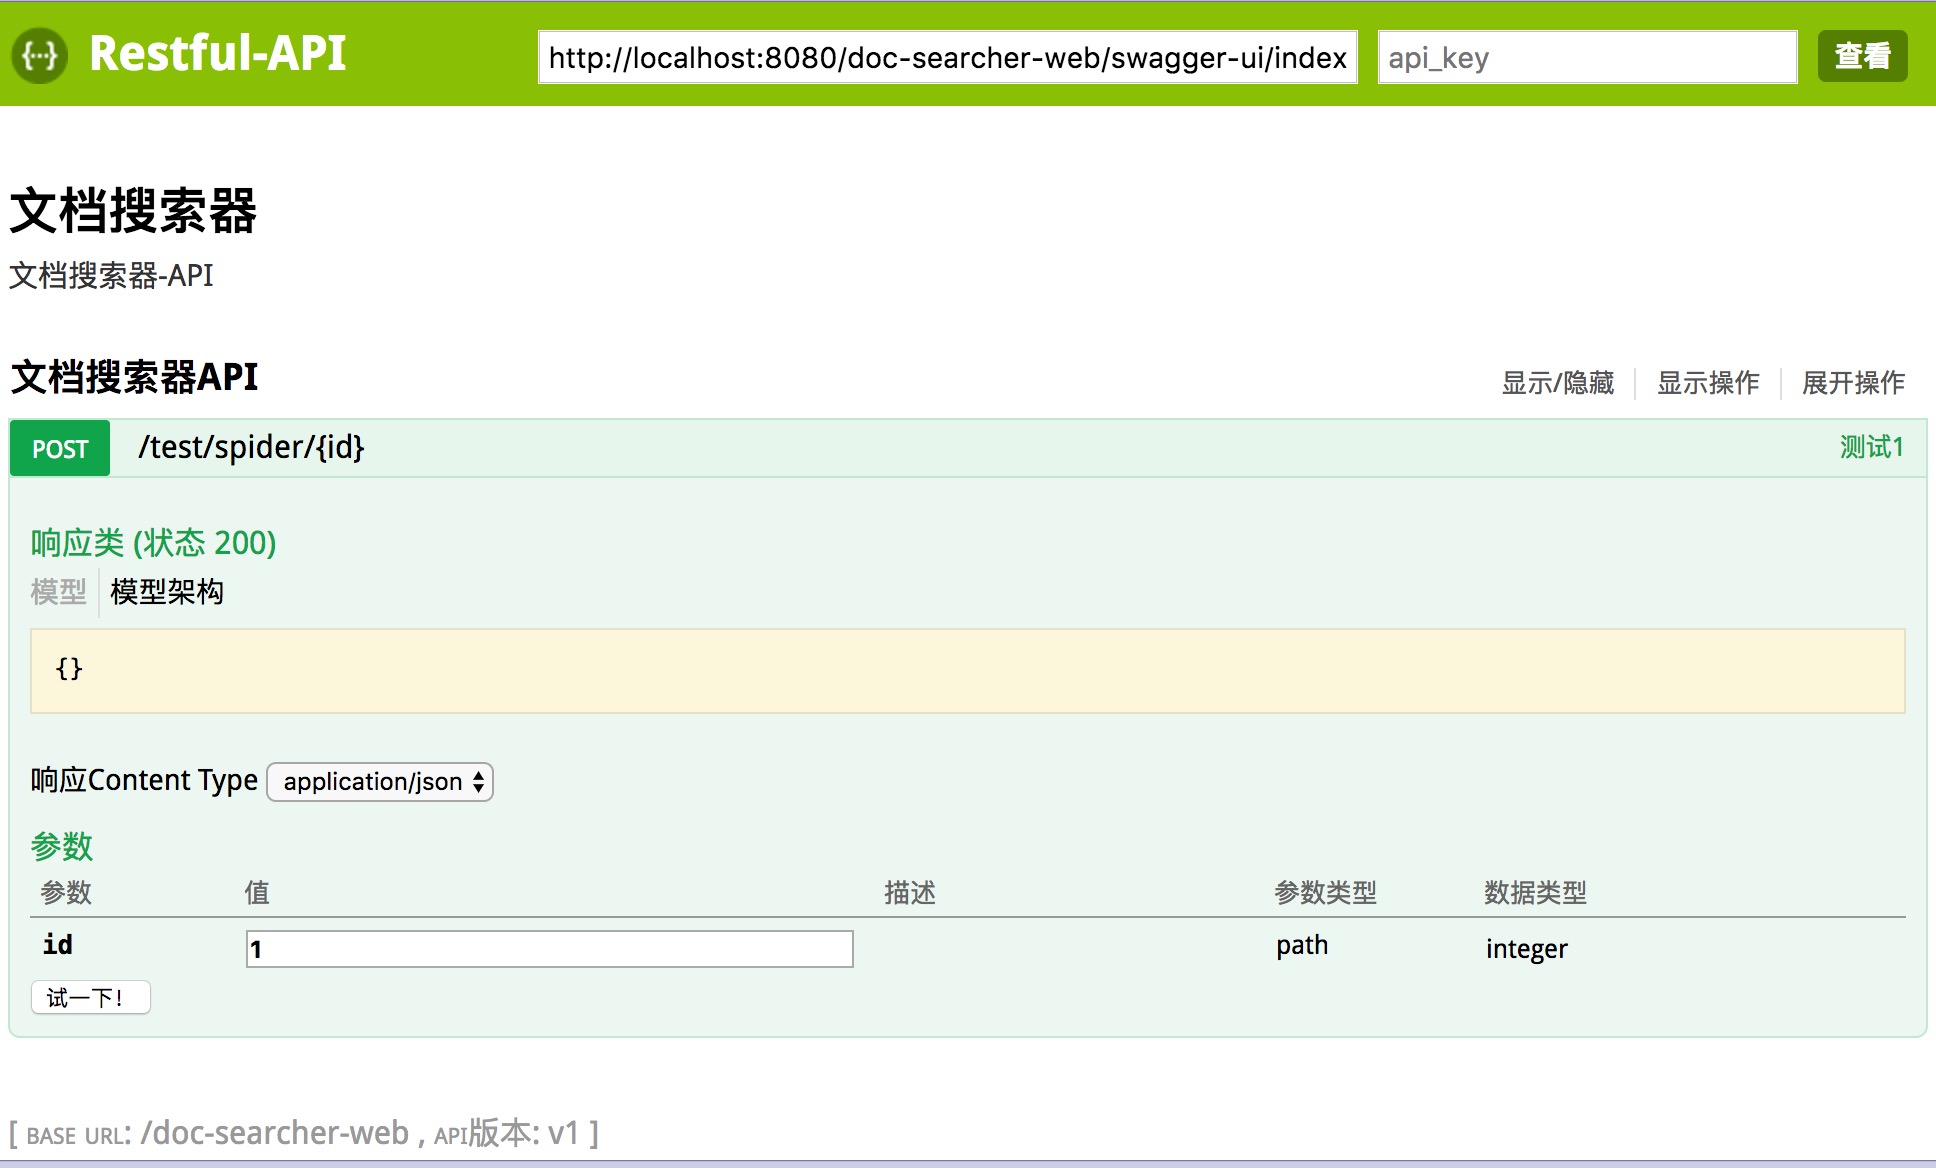 {···} Restful-API http://localhost:8080/doc-searcher-web/swagger-ui/index api_key 查看
文档搜索器
文档搜索器-API
文档搜索器API 显示/隐藏 显示操作 展开操作
POST /test/spider/{id} 测试1
响应类 (状态 200)
模型 模型架构
{}
响应Content Type application/json
参数
参数 值 描述 参数类型 数据类型
id 1 path integer
试一下!
[ BASE URL: /doc-searcher-web , API版本: v1 ]